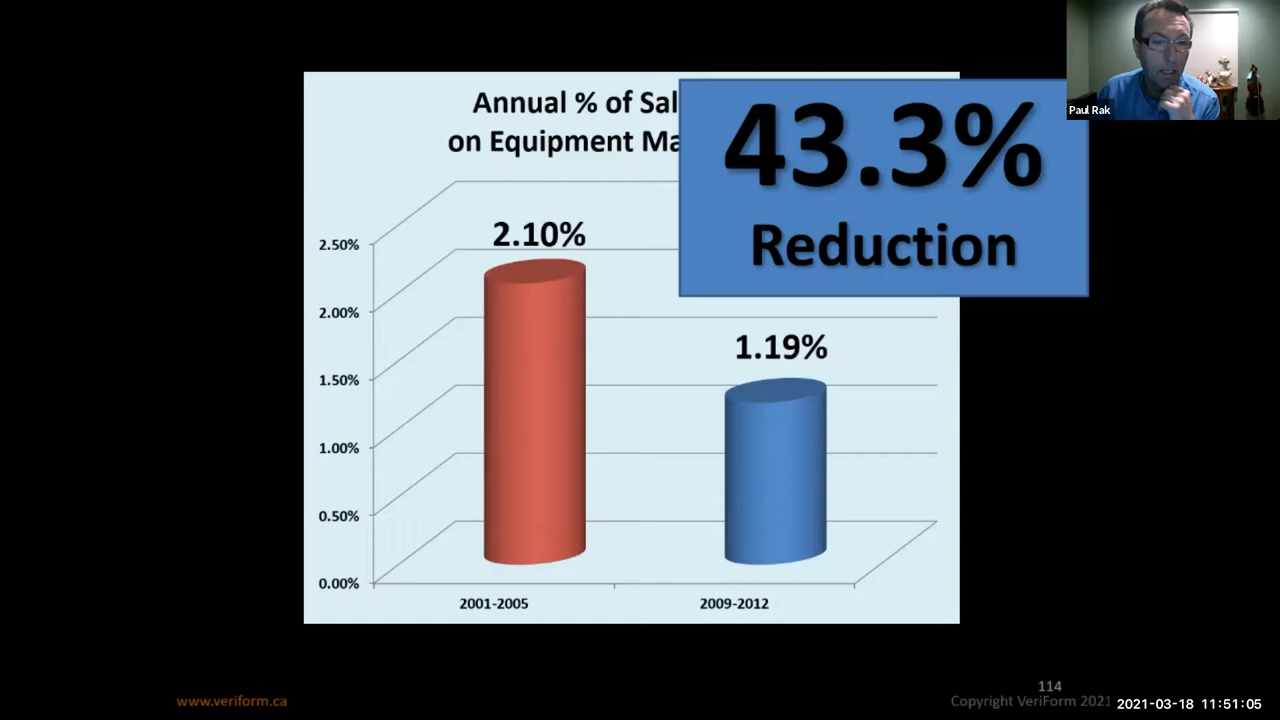 Paul Rak
Annual % of Sal
on Equipment Ma
43.3%
Reduction
2.10%
1.19%
2.50%
2.00%
1.50%
1.00%
0.50%
0.00%
2001-2005
2009-2012
114
www.veriform.ca
Copyright VeriForm 2021
2021-03-18 11:51:05